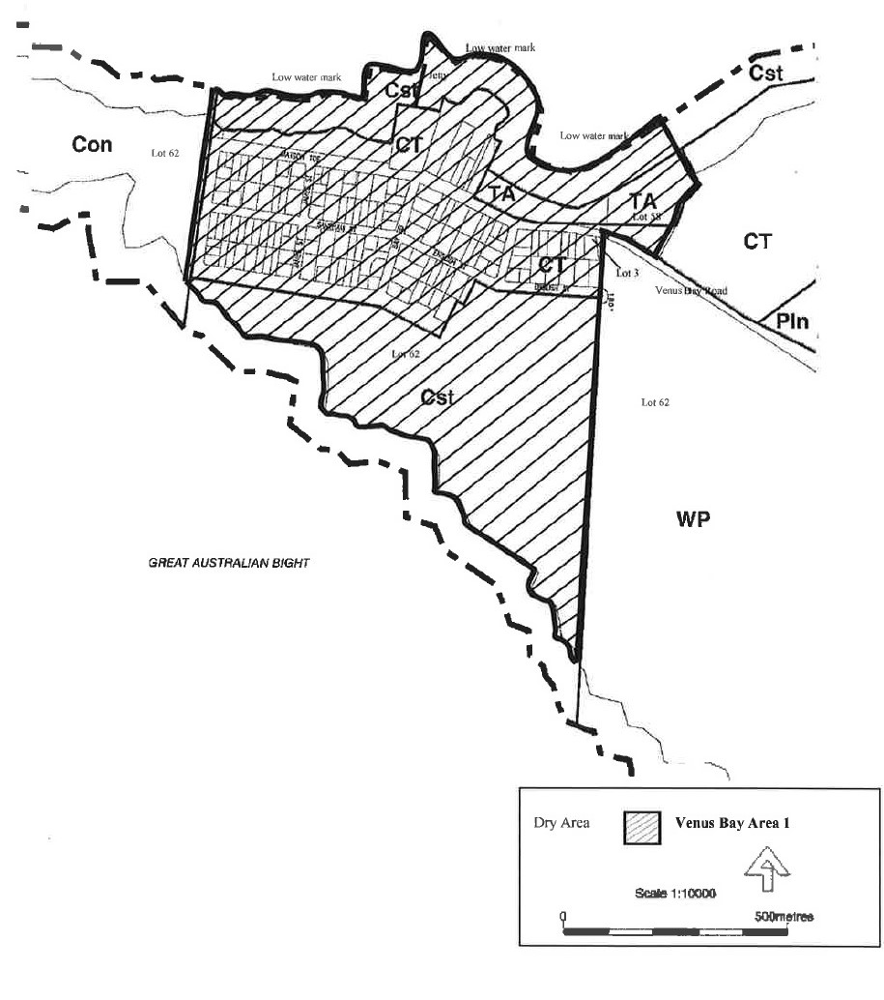 Low water mark
Cst
Low water mark
Cst
jetty
Low water mark
Con
Lot 62
CT
TA
TA
Lot 58
CT
CT
Lot 3
Venus Bay Road
Pln
Lot 62
Cst
Lot 62
WP
GREAT AUSTRALIAN BIGHT
Dry Area
Venus Bay Area 1
Scale 1:10000
0
500metres